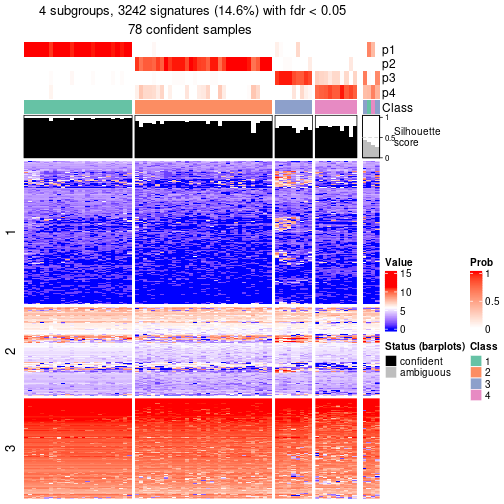 4 subgroups, 3242 signatures (14.6%) with fdr < 0.05
78 confident samples
p1
p2
p3
p4
Class
1
0.5
0
Silhouette
score
1
2
3
Value
15
10
5
0
Prob
1
0.5
0
Status (barplots)
confident
ambiguous
Class
1
2
3
4